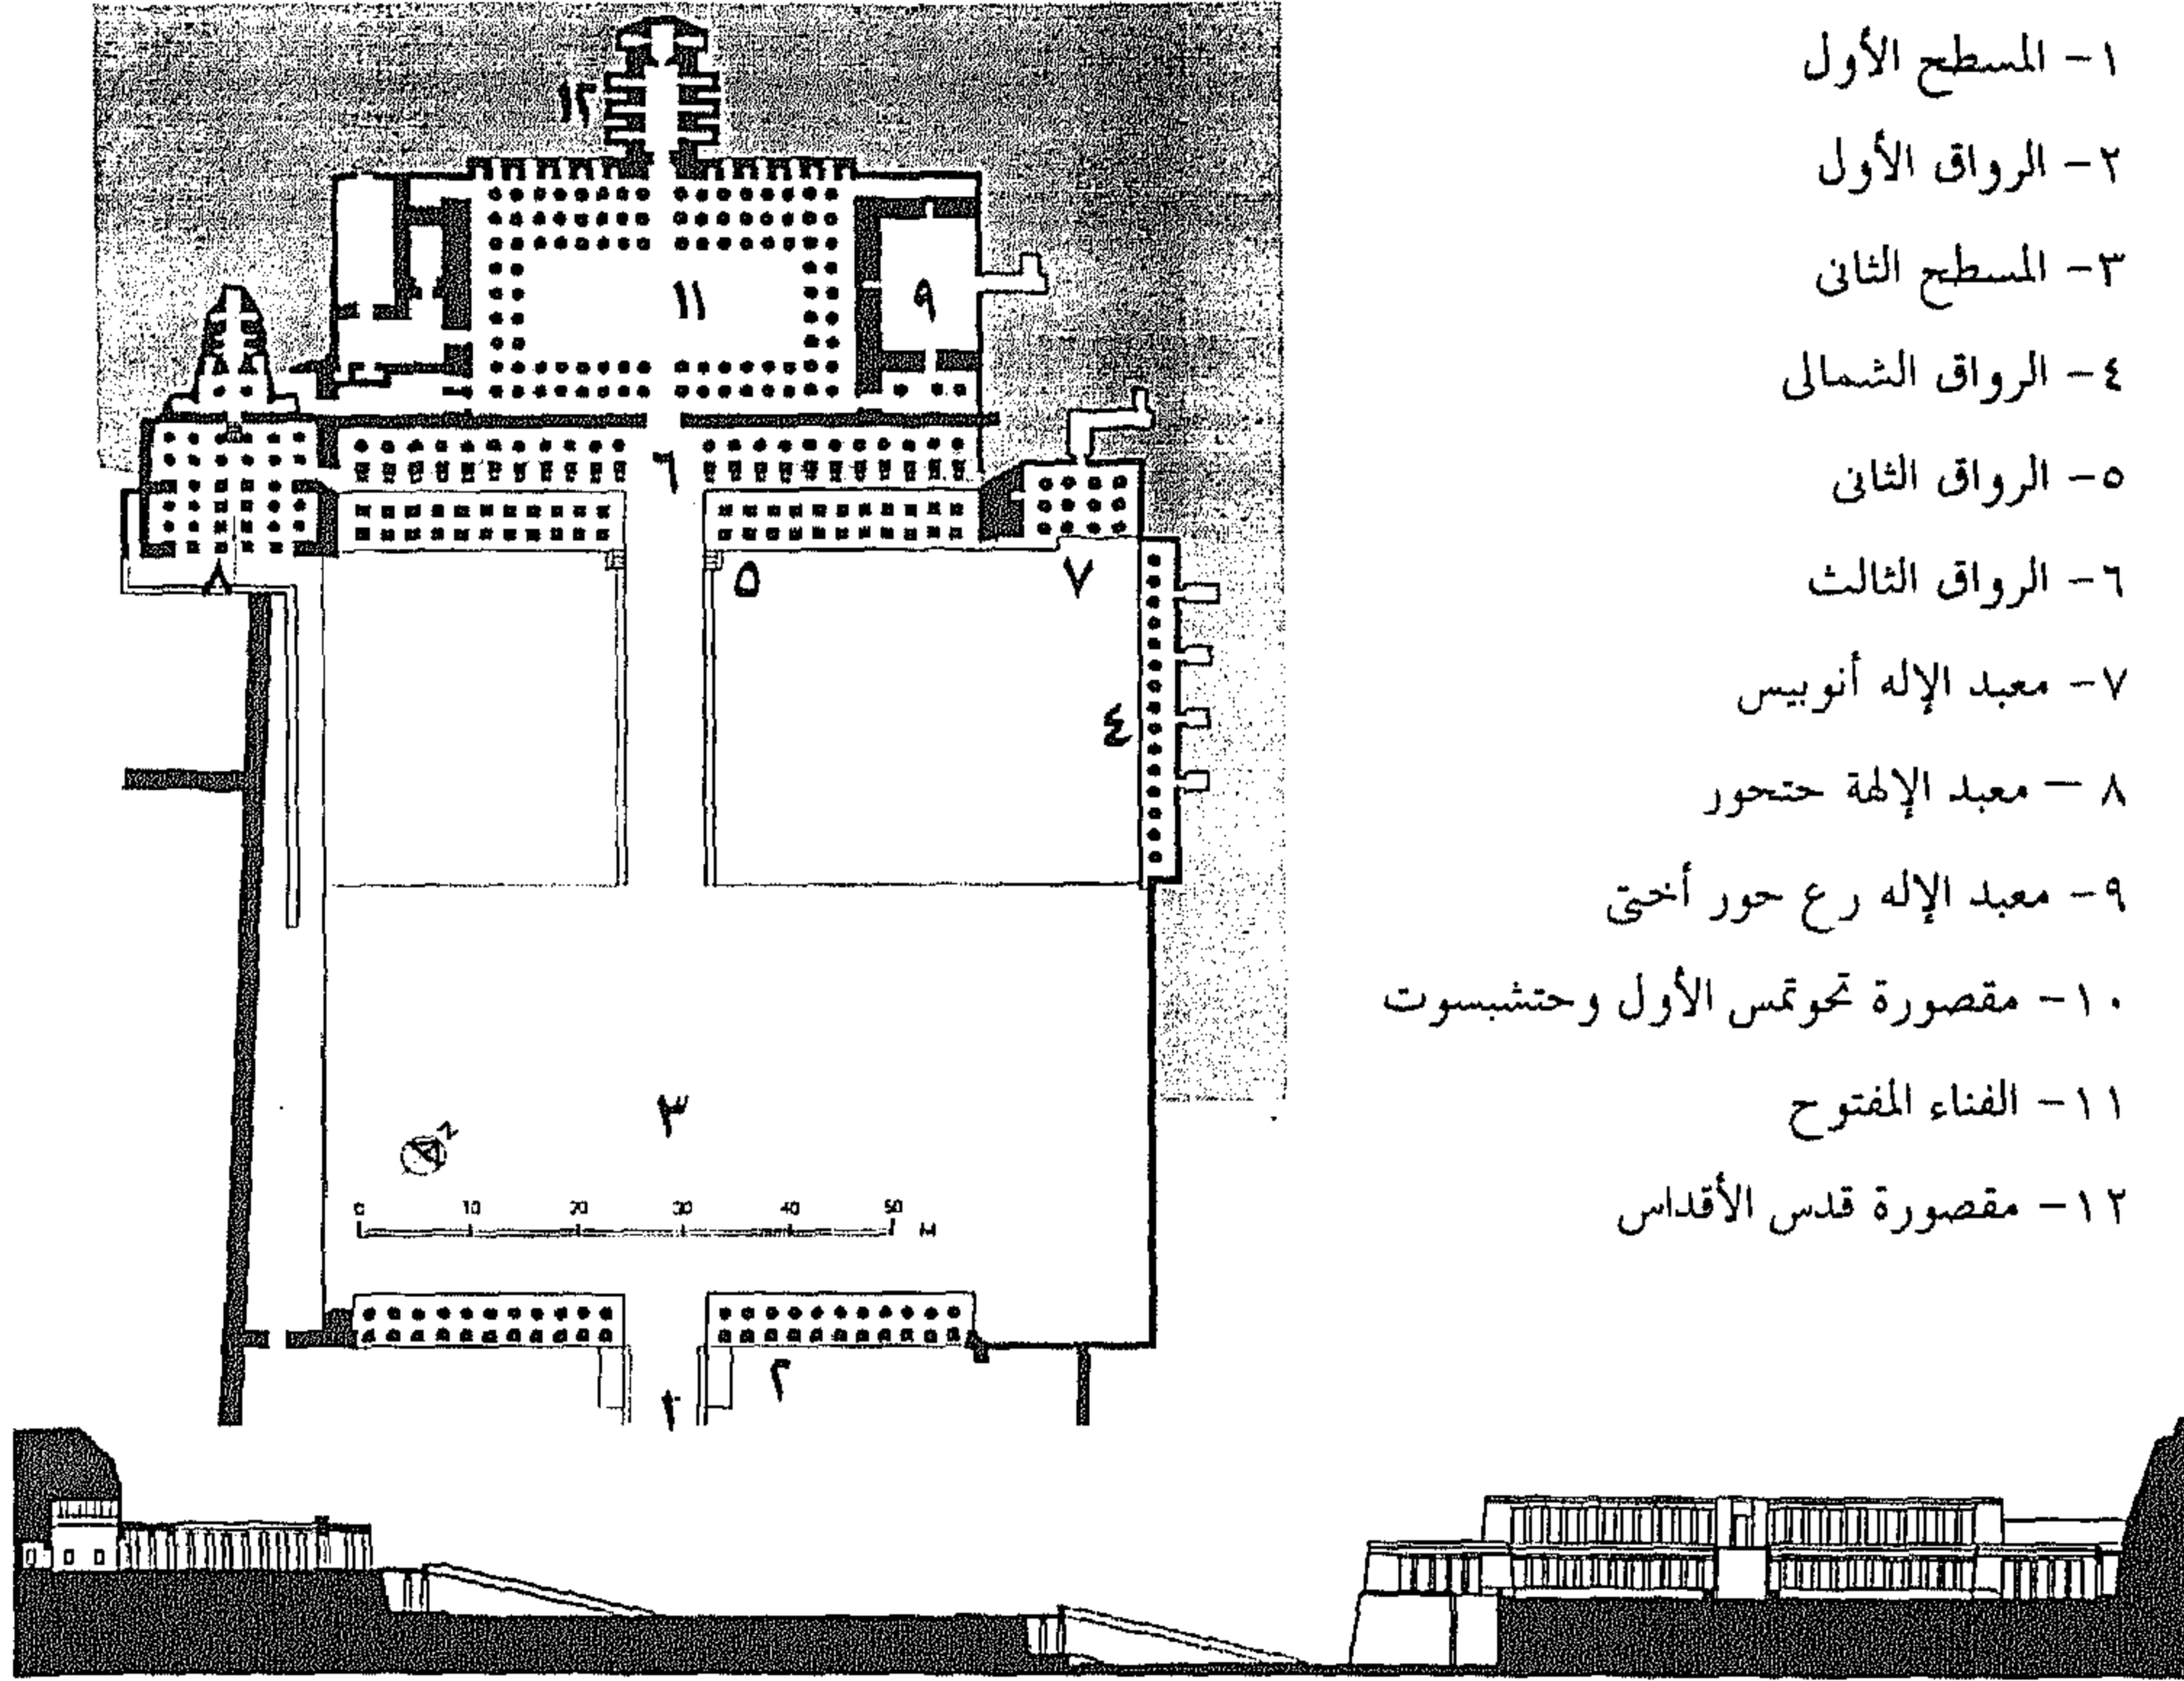 ١- المسطح الأول
٢- الرواق الأول
٣- المسطح الثانى
٤- الرواق الشمالى
٥- الرواق الثانى
٦- الرواق الثالث
٧- معبد الإله أنوبيس
٨- معبد الإلهة حتحور
٩- معبد الإله رع حور أختى
١٠- مقصورة تحوتمس الأول وحتشبسوت
١١- الفناء المفتوح
١٢- مقصورة قدس الأقداس
١٢
١١
٩
٦
٥
٧
٨
٤
٣
N
0 10 20 30 40 50 M
٢
١